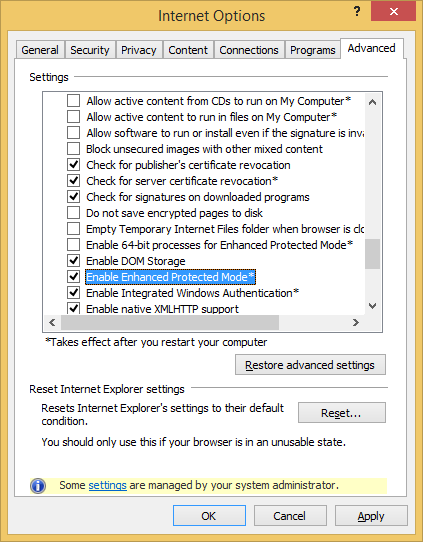 Internet Options
?
General Security Privacy Content Connections Programs Advanced
Settings
Allow active content from CDs to run on My Computer*
Allow active content to run in files on My Computer*
Allow software to run or install even if the signature is inva
Block unsecured images with other mixed content
Check for publisher's certificate revocation
Check for server certificate revocation*
Check for signatures on downloaded programs
Do not save encrypted pages to disk
Empty Temporary Internet Files folder when browser is clo
Enable 64-bit processes for Enhanced Protected Mode*
Enable DOM Storage
Enable Enhanced Protected Mode*
Enable Integrated Windows Authentication*
Enable native XMLHTTP support
*Takes effect after you restart your computer
Restore advanced settings
Reset Internet Explorer settings
Resets Internet Explorer's settings to their default
condition.
Reset...
You should only use this if your browser is in an unusable state.
Some settings are managed by your system administrator.
OK Cancel Apply